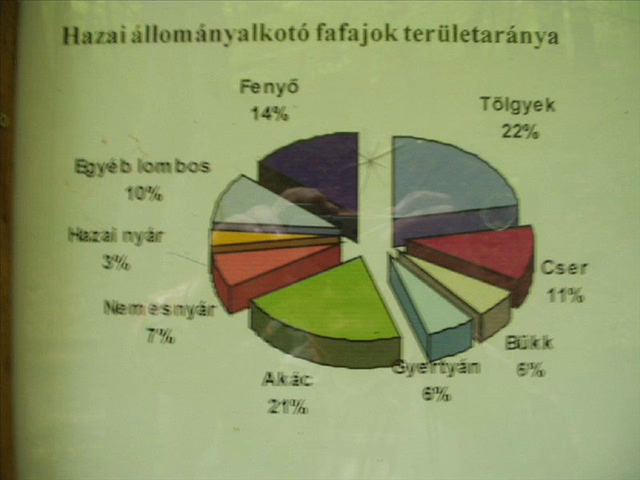 Hazai állományalkotó fafajok területaránya
Fenyő
14%
Tölgyek
22%
Egyéb lombos
10%
Hazai nyár
3%
Cser
11%
Nemesnyár
7%
Bükk
6%
Gyertyán
6%
Akác
21%